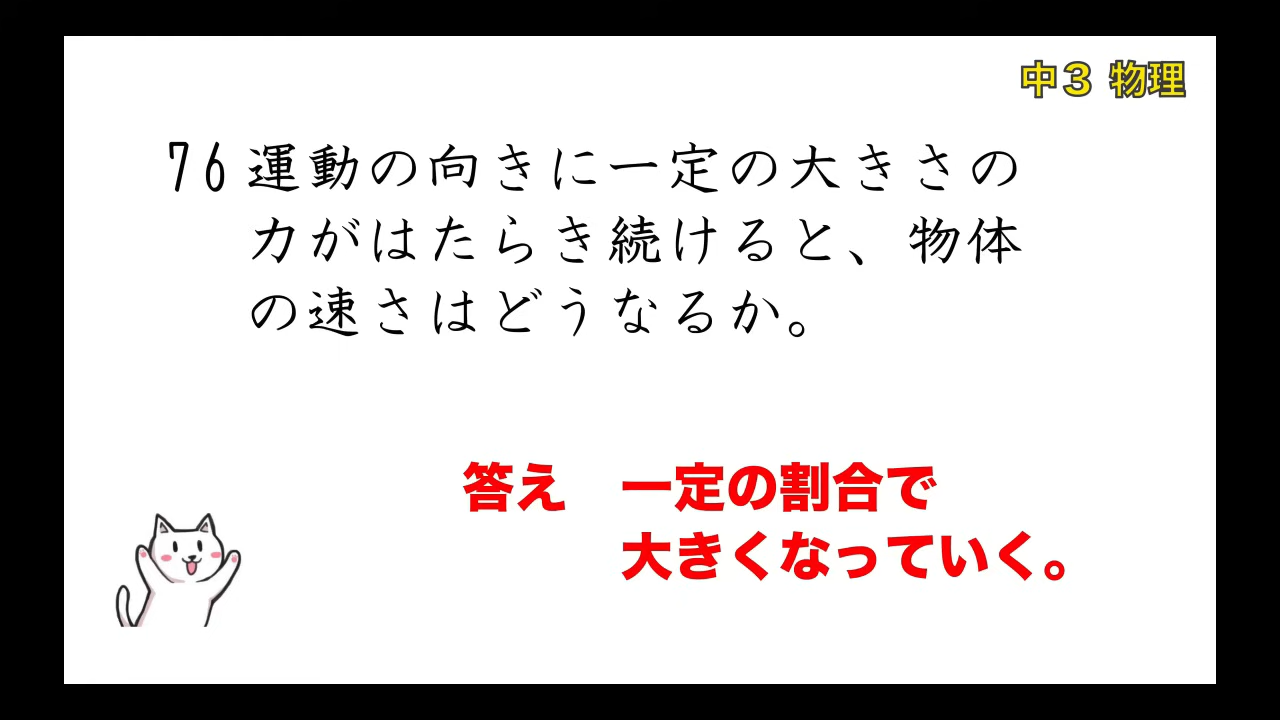 中３ 物理
76 運動の向きに一定の大きさの
力がはたらき続けると、物体
の速さはどうなるか。
答え　一定の割合で
大きくなっていく。